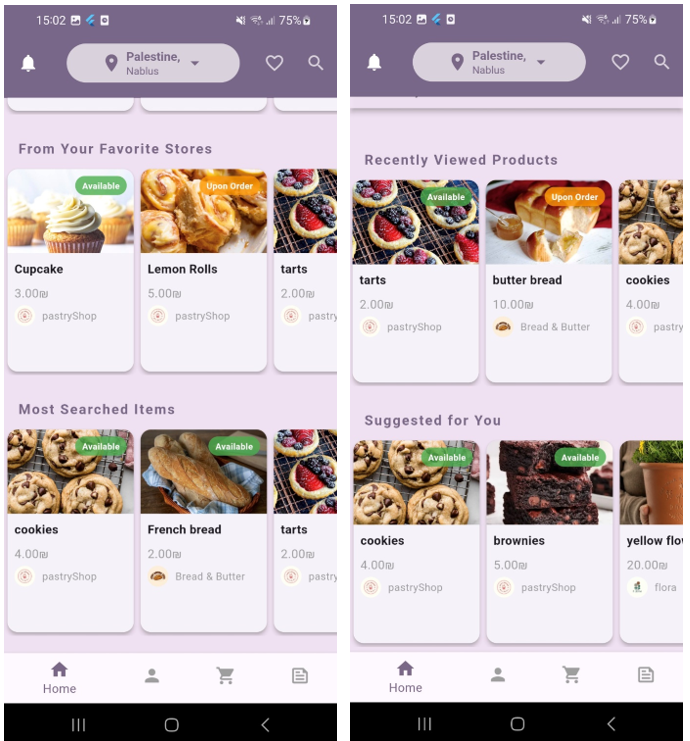 15:02 75%
Palestine,
Nablus
From Your Favorite Stores
Available
Upon Order
Cupcake
Lemon Rolls
tarts
3.00₪
5.00₪
2.00₪
pastryShop
pastryShop
pastry
Most Searched Items
Available
Available
cookies
French bread
tarts
4.00₪
2.00₪
2.00₪
pastryShop
Bread & Butter
pastry
Home
15:02 75%
Palestine,
Nablus
Recently Viewed Products
Available
Upon Order
tarts
butter bread
cookies
2.00₪
10.00₪
4.00₪
pastryShop
Bread & Butter
pastry
Suggested for You
Available
Available
cookies
brownies
yellow flo
4.00₪
5.00₪
20.00₪
pastryShop
pastryShop
flora
Home